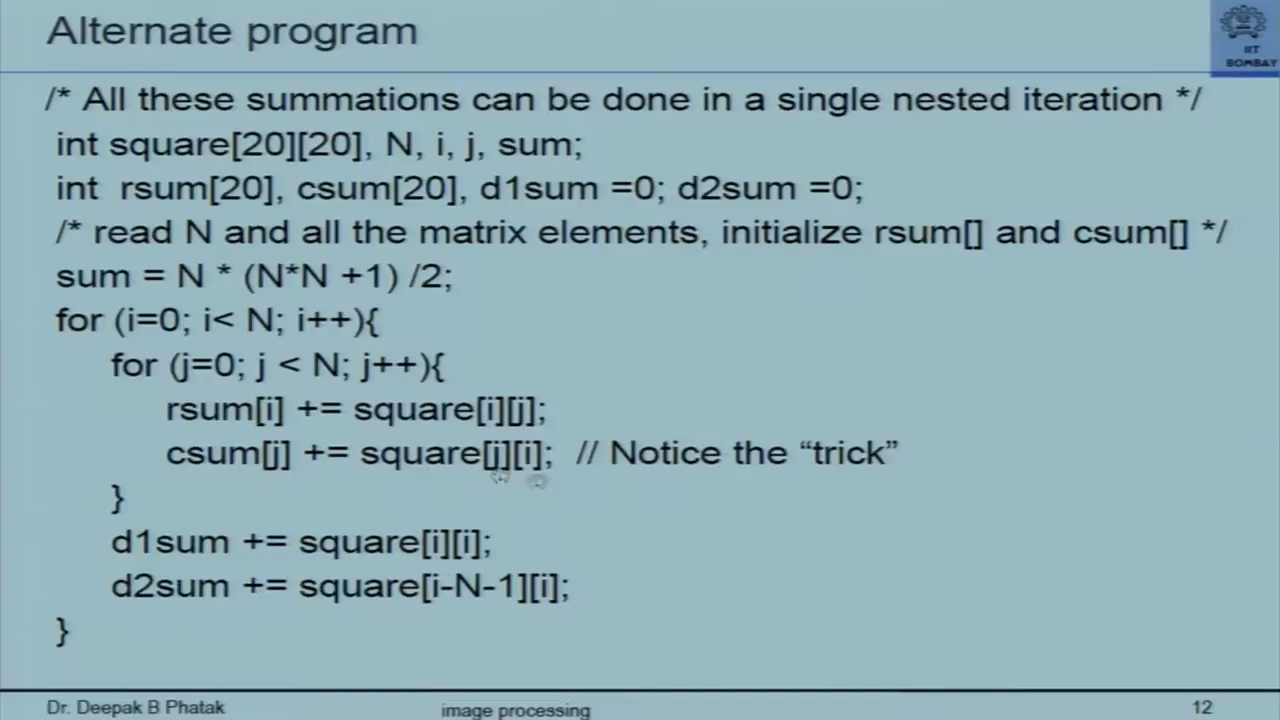 Alternate program
IIT
BOMBAY
/* All these summations can be done in a single nested iteration */
int square[20][20], N, i, j, sum;
int rsum[20], csum[20], d1sum =0; d2sum =0;
/* read N and all the matrix elements, initialize rsum[] and csum[] */
sum = N * (N*N +1) /2;
for (i=0; i< N; i++){
for (j=0; j < N; j++){
rsum[i] += square[i][j];
csum[j] += square[j][i]; // Notice the “trick”
}
d1sum += square[i][i];
d2sum += square[i-N-1][i];
}
Dr. Deepak B Phatak
image processing
12